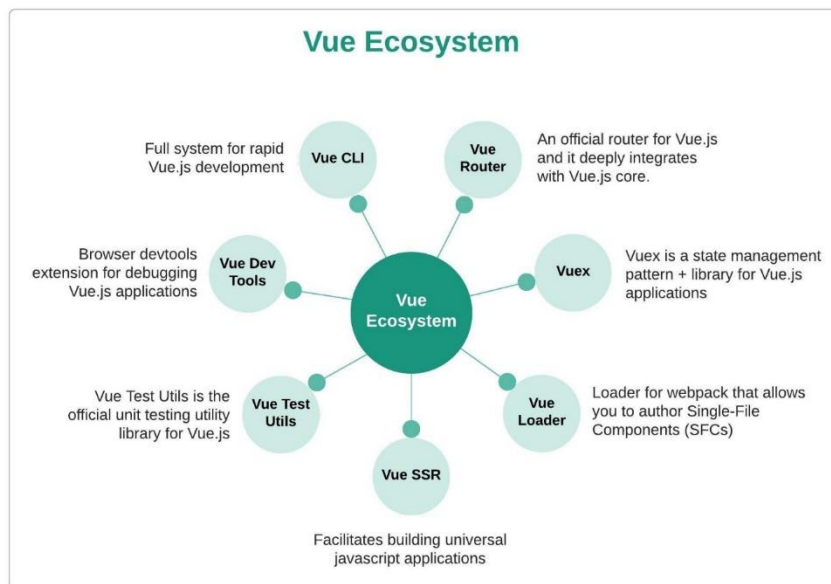 Vue Ecosystem
Full system for rapid
Vue.js development
Vue CLI
Vue
Router
An official router for Vue.js
and it deeply integrates
with Vue.js core.
Browser devtools
extension for debugging
Vue.js applications
Vue Dev
Tools
Vue
Ecosystem
Vuex
Vuex is a state management
pattern + library for Vue.js
applications
Vue Test Utils is the
official unit testing utility
library for Vue.js
Vue Test
Utils
Vue
Loader
Loader for webpack that allows
you to author Single-File
Components (SFCs)
Vue SSR
Facilitates building universal
javascript applications